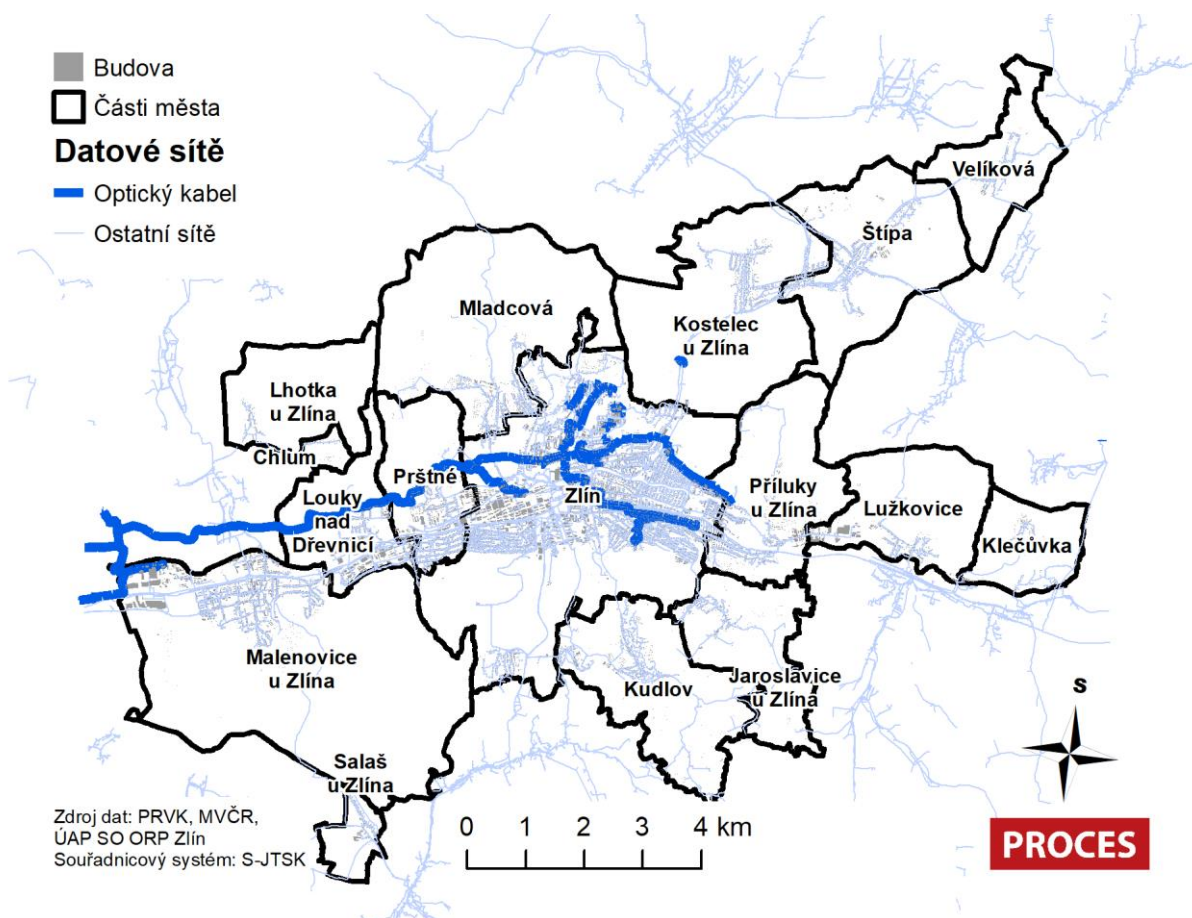 Budova
Části města
Datové sítě
Optický kabel
Ostatní sítě
Velíková
Štípa
Mladcová
Kostelec
u Zlína
Lhotka
u Zlína
Chlum
Prštné
Louky
nad
Dřevnicí
Zlín
Příluky
u Zlína
Lužkovice
Klečůvka
Malenovice
u Zlína
Kudlov
Jaroslavice
u Zlína
Salaš
u Zlína
S
Zdroj dat: PRVK, MVČR,
ÚAP SO ORP Zlín
Souřadnicový systém: S-JTSK
0 1 2 3 4 km
PROCES